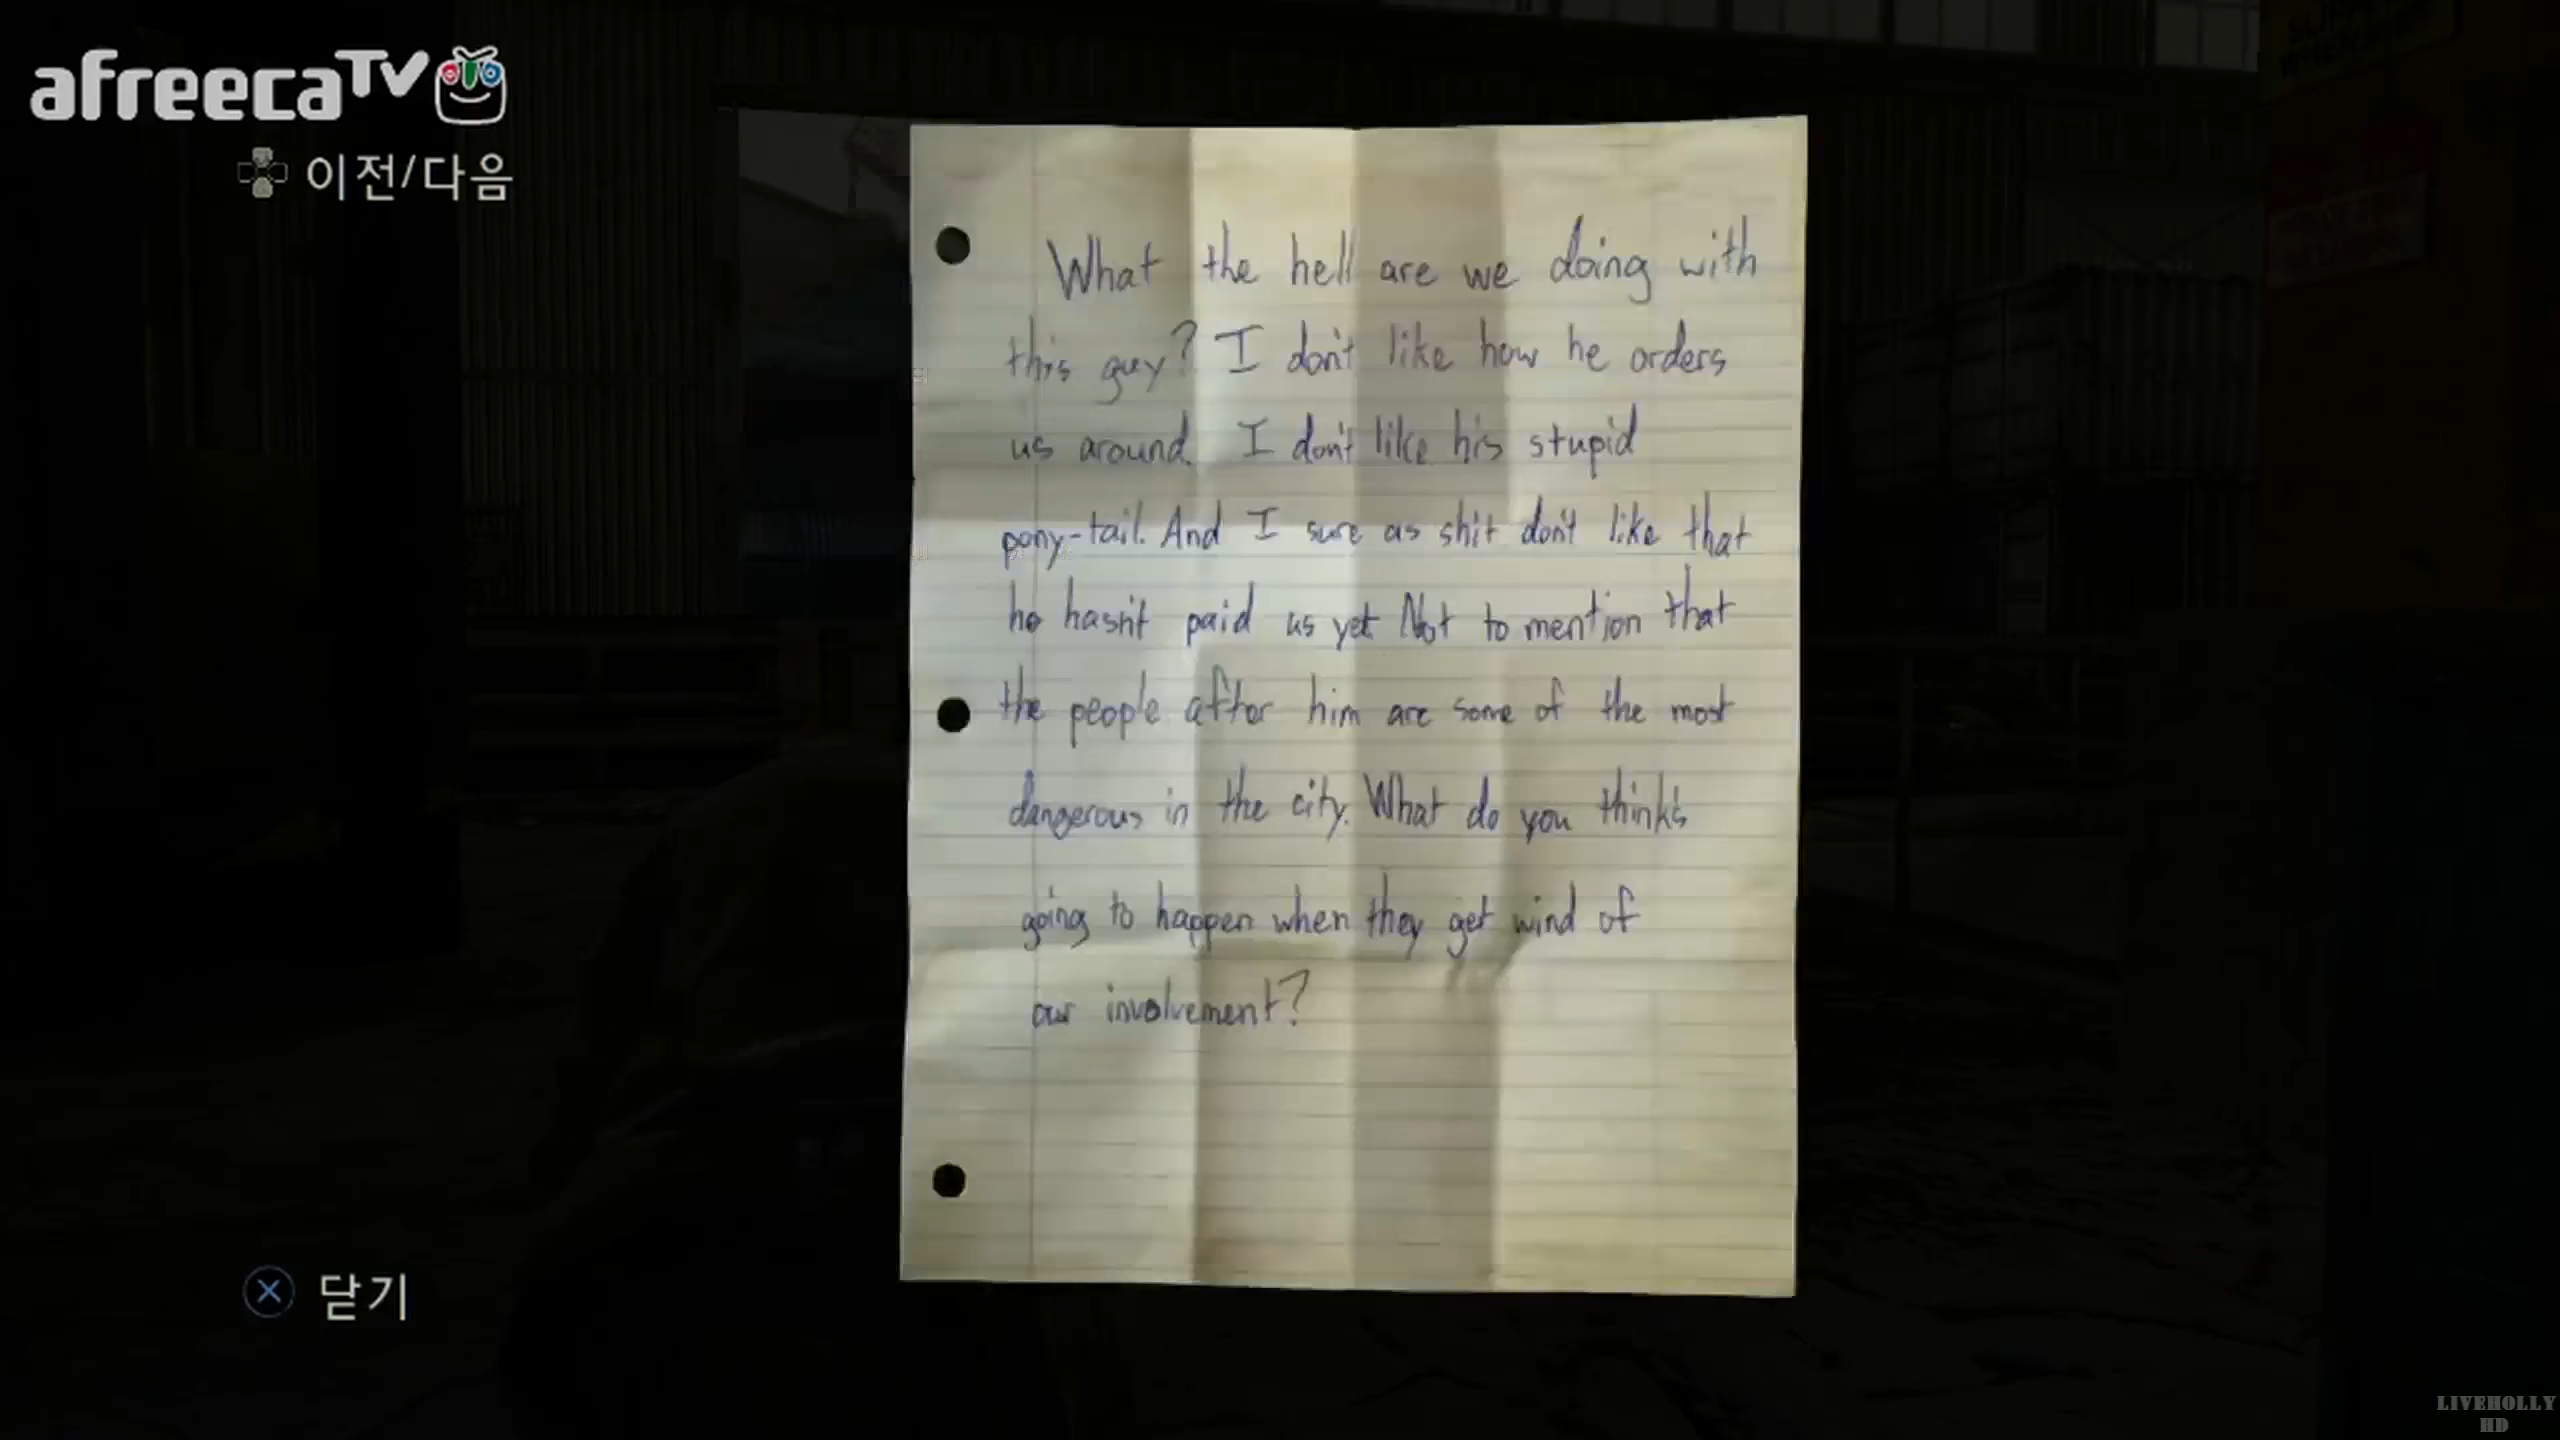 afreecaTV
이전/다음
What the hell are we doing with
this guy? I don't like how he orders
us around. I don't like his stupid
pony-tail. And I sure as shit don't like that
he hasn't paid us yet Not to mention that
the people after him are some of the most
dangerous in the city. What do you think's
going to happen when they get wind of
our involvement?
닫기
LIVEHOLLY
HD